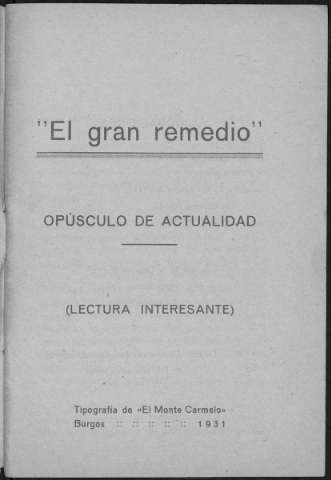 "El gran remedio"
OPÚSCULO DE ACTUALIDAD
(LECTURA INTERESANTE)
Tipografía de «El Monte Carmelo»
Burgos :: :: :: :: :: 1931